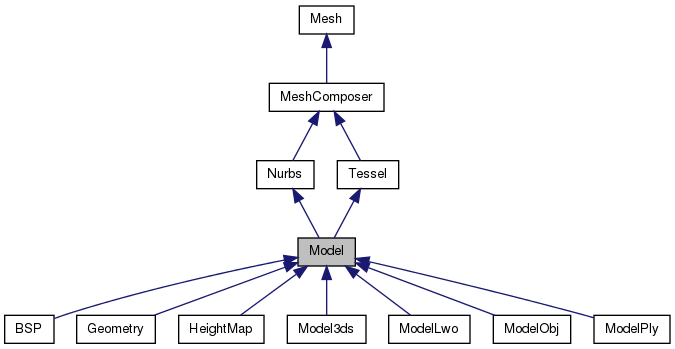 Mesh
MeshComposer
Nurbs
Tessel
Model
BSP
Geometry
HeightMap
Model3ds
ModelLwo
ModelObj
ModelPly